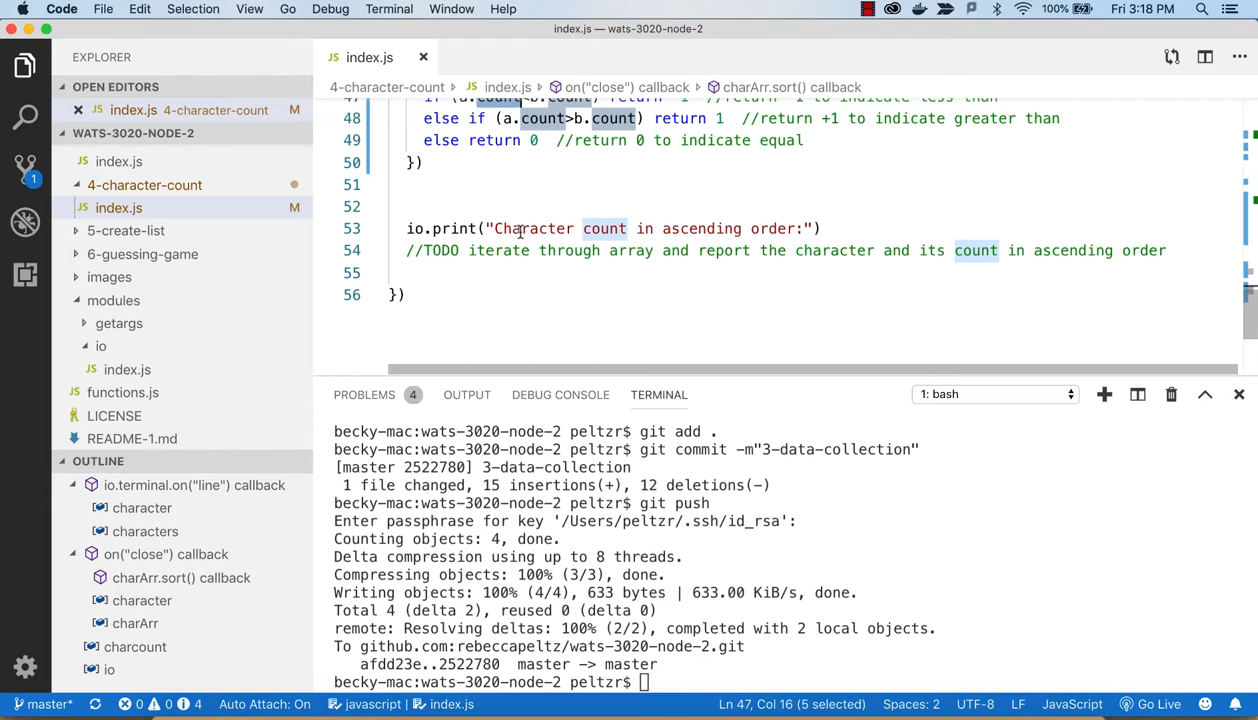 Code File Edit Selection View Go Debug Terminal Window Help 100% Fri 3:18 PM
index.js — wats-3020-node-2
EXPLORER
index.js
OPEN EDITORS
index.js 4-character-count M
WATS-3020-NODE-2
index.js
4-character-count
index.js M
5-create-list
6-guessing-game
images
modules
getargs
io
index.js
functions.js
LICENSE
README-1.md
OUTLINE
io.terminal.on("line") callback
character
characters
on("close") callback
charArr.sort() callback
character
charArr
charcount
io
1
4-character-count > index.js > on("close") callback > charArr.sort() callback
47 if (a.count<b.count) return -1 //return -1 to indicate less than
48 else if (a.count>b.count) return 1 //return +1 to indicate greater than
49 else return 0 //return 0 to indicate equal
50 })
51
52
53 io.print("Character count in ascending order:")
54 //TODO iterate through array and report the character and its count in ascending order
55
56 })
PROBLEMS 4 OUTPUT DEBUG CONSOLE TERMINAL 1: bash
becky-mac:wats-3020-node-2 peltzr$ git add .
becky-mac:wats-3020-node-2 peltzr$ git commit -m"3-data-collection"
[master 2522780] 3-data-collection
1 file changed, 15 insertions(+), 12 deletions(-)
becky-mac:wats-3020-node-2 peltzr$ git push
Enter passphrase for key '/Users/peltzr/.ssh/id_rsa':
Counting objects: 4, done.
Delta compression using up to 8 threads.
Compressing objects: 100% (3/3), done.
Writing objects: 100% (4/4), 633 bytes | 633.00 KiB/s, done.
Total 4 (delta 2), reused 0 (delta 0)
remote: Resolving deltas: 100% (2/2), completed with 2 local objects.
To github.com:rebeccapeltz/wats-3020-node-2.git
afdd23e..2522780 master -> master
becky-mac:wats-3020-node-2 peltzr$
master* 0 0 4 Auto Attach: On javascript | index.js Ln 47, Col 16 (5 selected) Spaces: 2 UTF-8 LF JavaScript Go Live